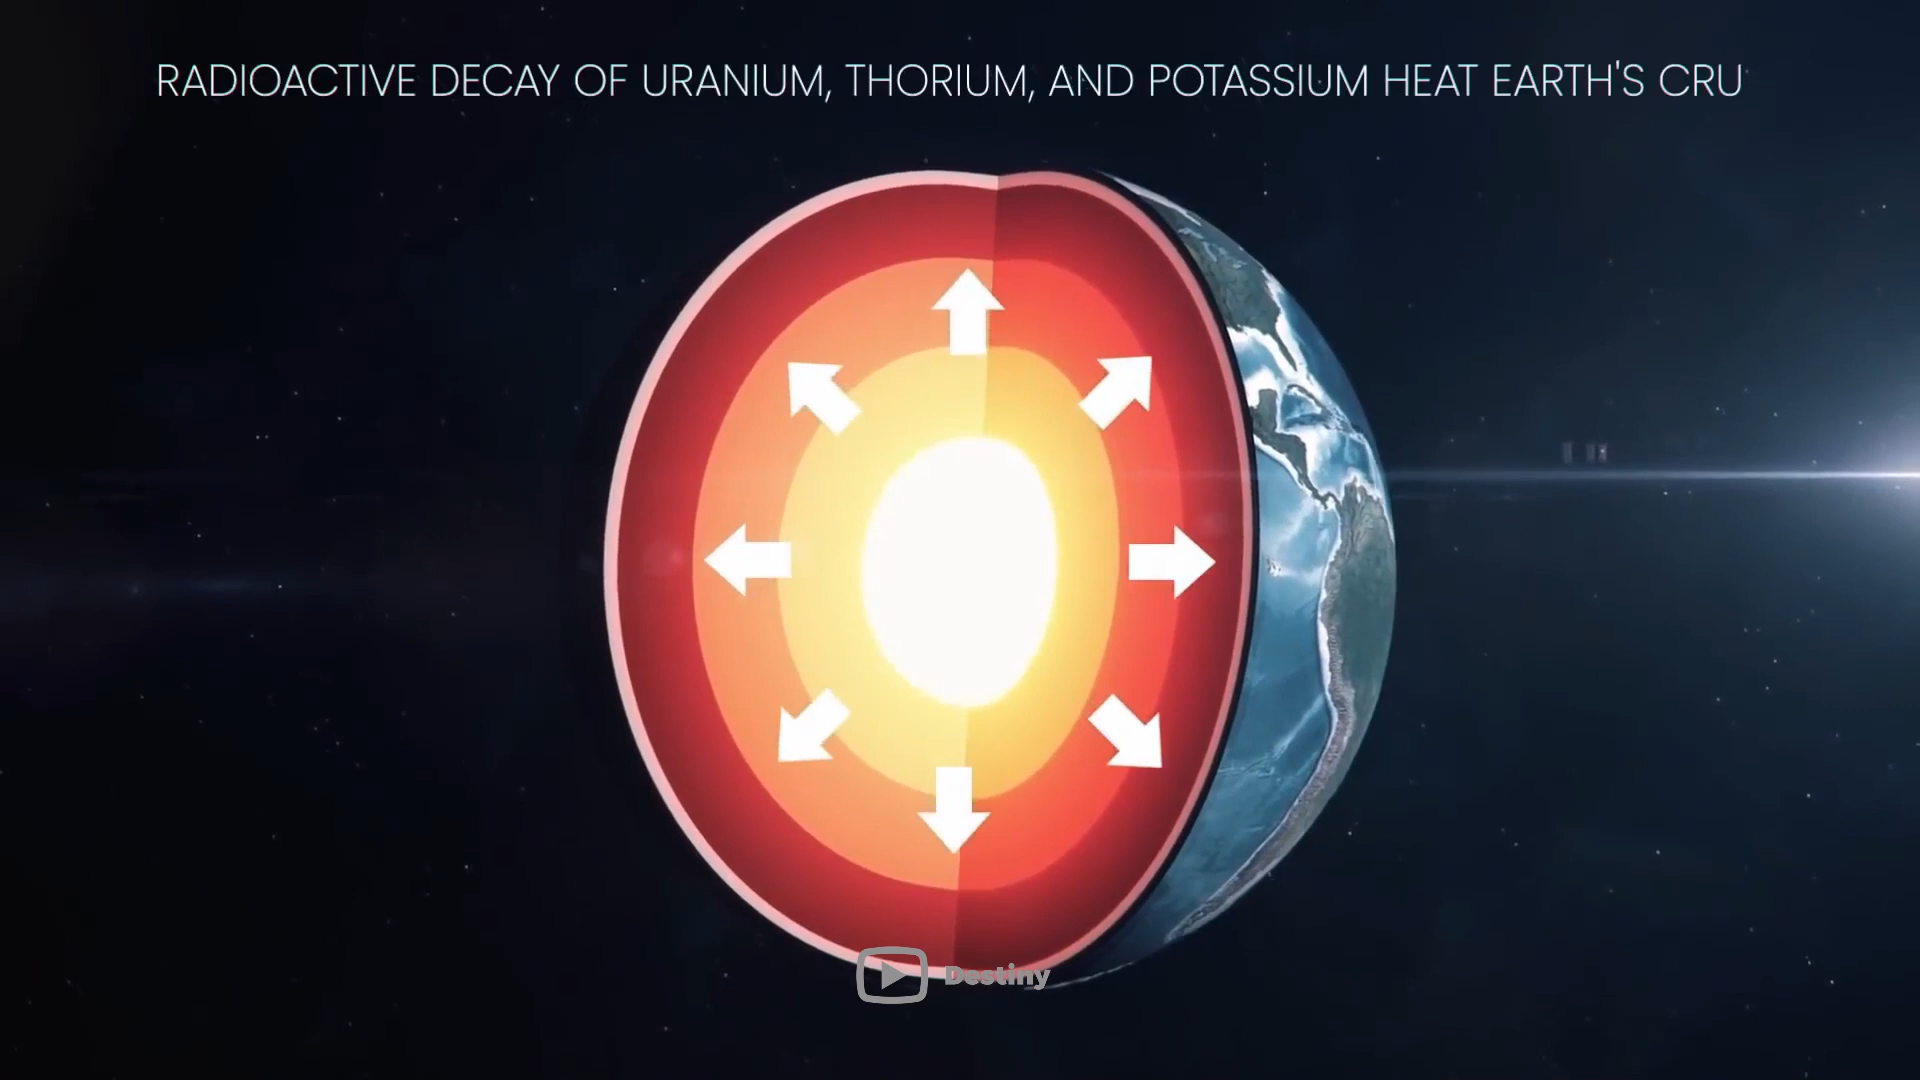 RADIOACTIVE DECAY OF URANIUM, THORIUM, AND POTASSIUM HEAT EARTH'S CRU
Destiny